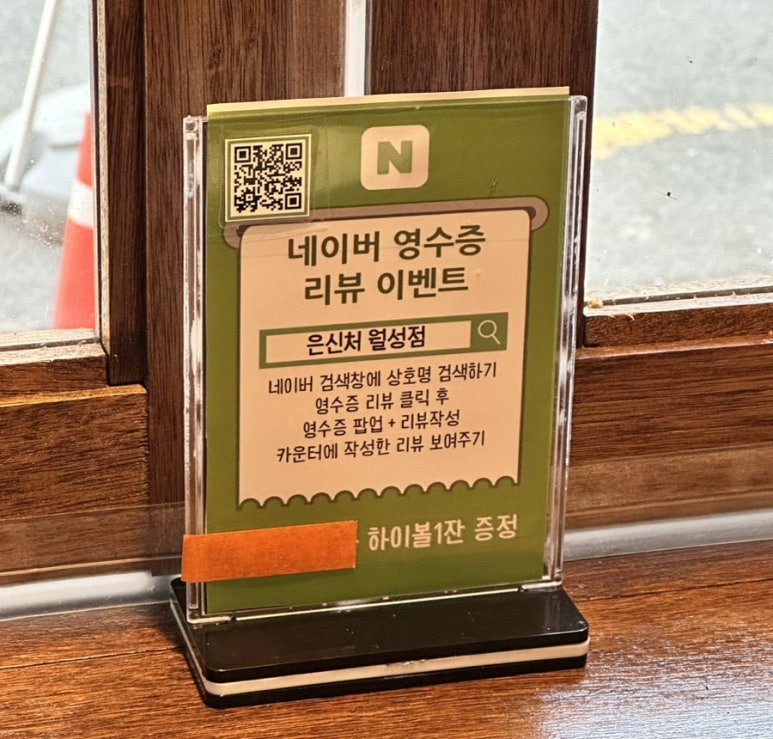 N
네이버 영수증
리뷰 이벤트
은신처 월성점
네이버 검색창에 상호명 검색하기
영수증 리뷰 클릭 후
영수증 팝업 + 리뷰작성
카운터에 작성한 리뷰 보여주기
하이볼1잔 증정